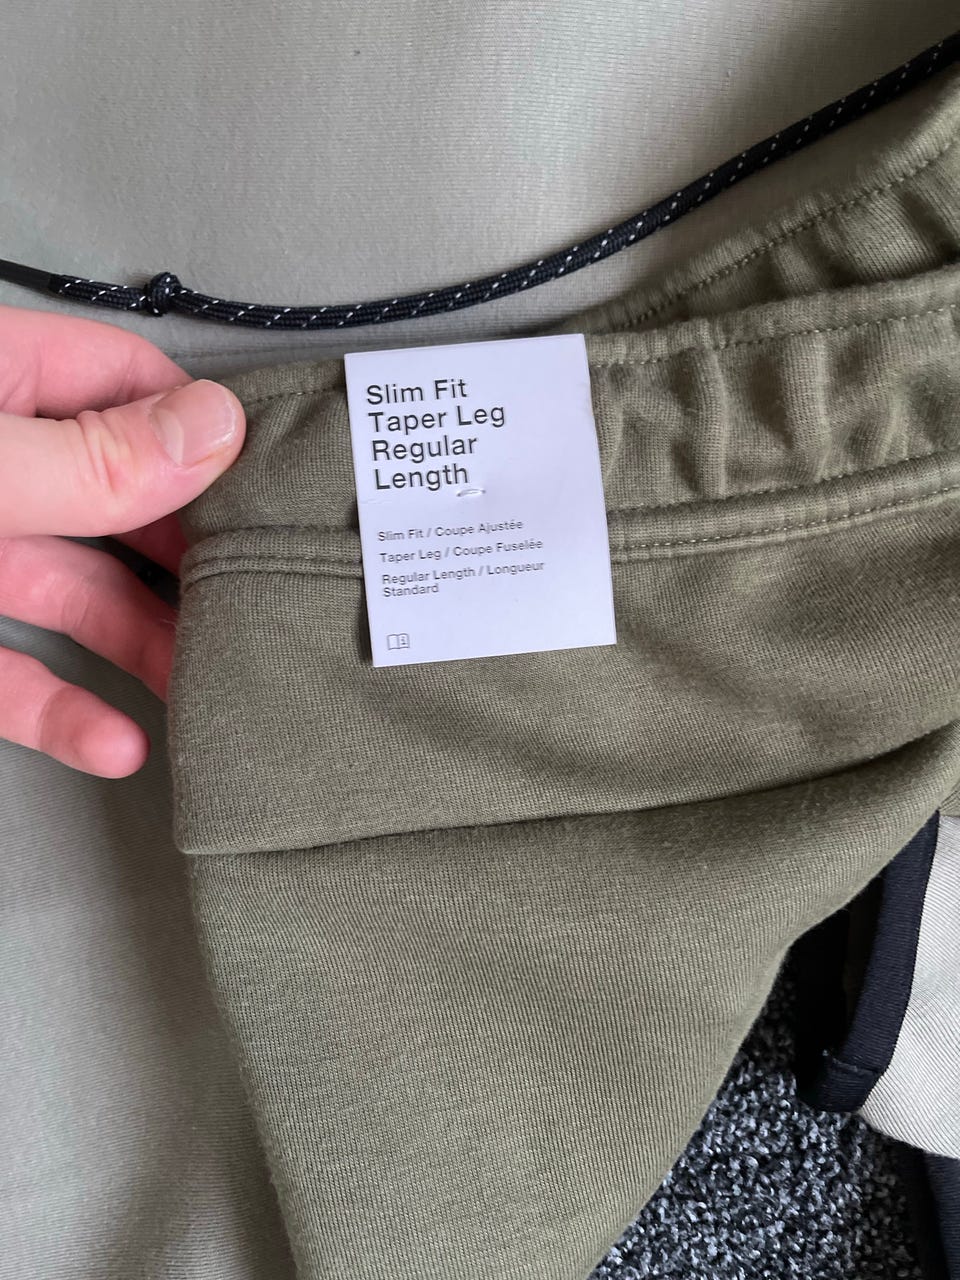 Slim Fit
Taper Leg
Regular
Length
Slim Fit / Coupe Ajustée
Taper Leg / Coupe Fuselée
Regular Length / Longueur
Standard